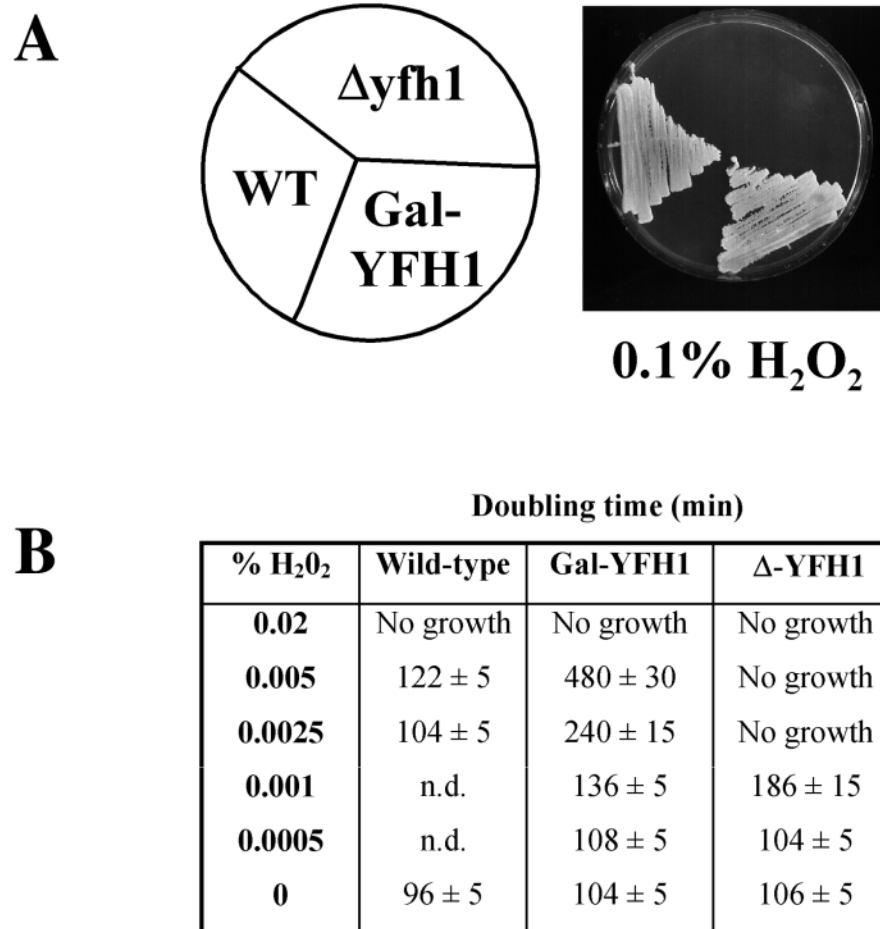 A
Δyfh1
WT
Gal-
YFH1
0.1% H₂O₂
B
Doubling time (min)
% H₂0₂ Wild-type Gal-YFH1 Δ-YFH1
0.02 No growth No growth No growth
0.005 122 ± 5 480 ± 30 No growth
0.0025 104 ± 5 240 ± 15 No growth
0.001 n.d. 136 ± 5 186 ± 15
0.0005 n.d. 108 ± 5 104 ± 5
0 96 ± 5 104 ± 5 106 ± 5